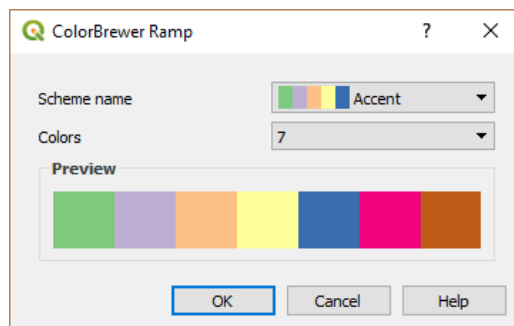 ColorBrewer Ramp ?
Scheme name Accent
Colors 7
Preview
OK Cancel Help